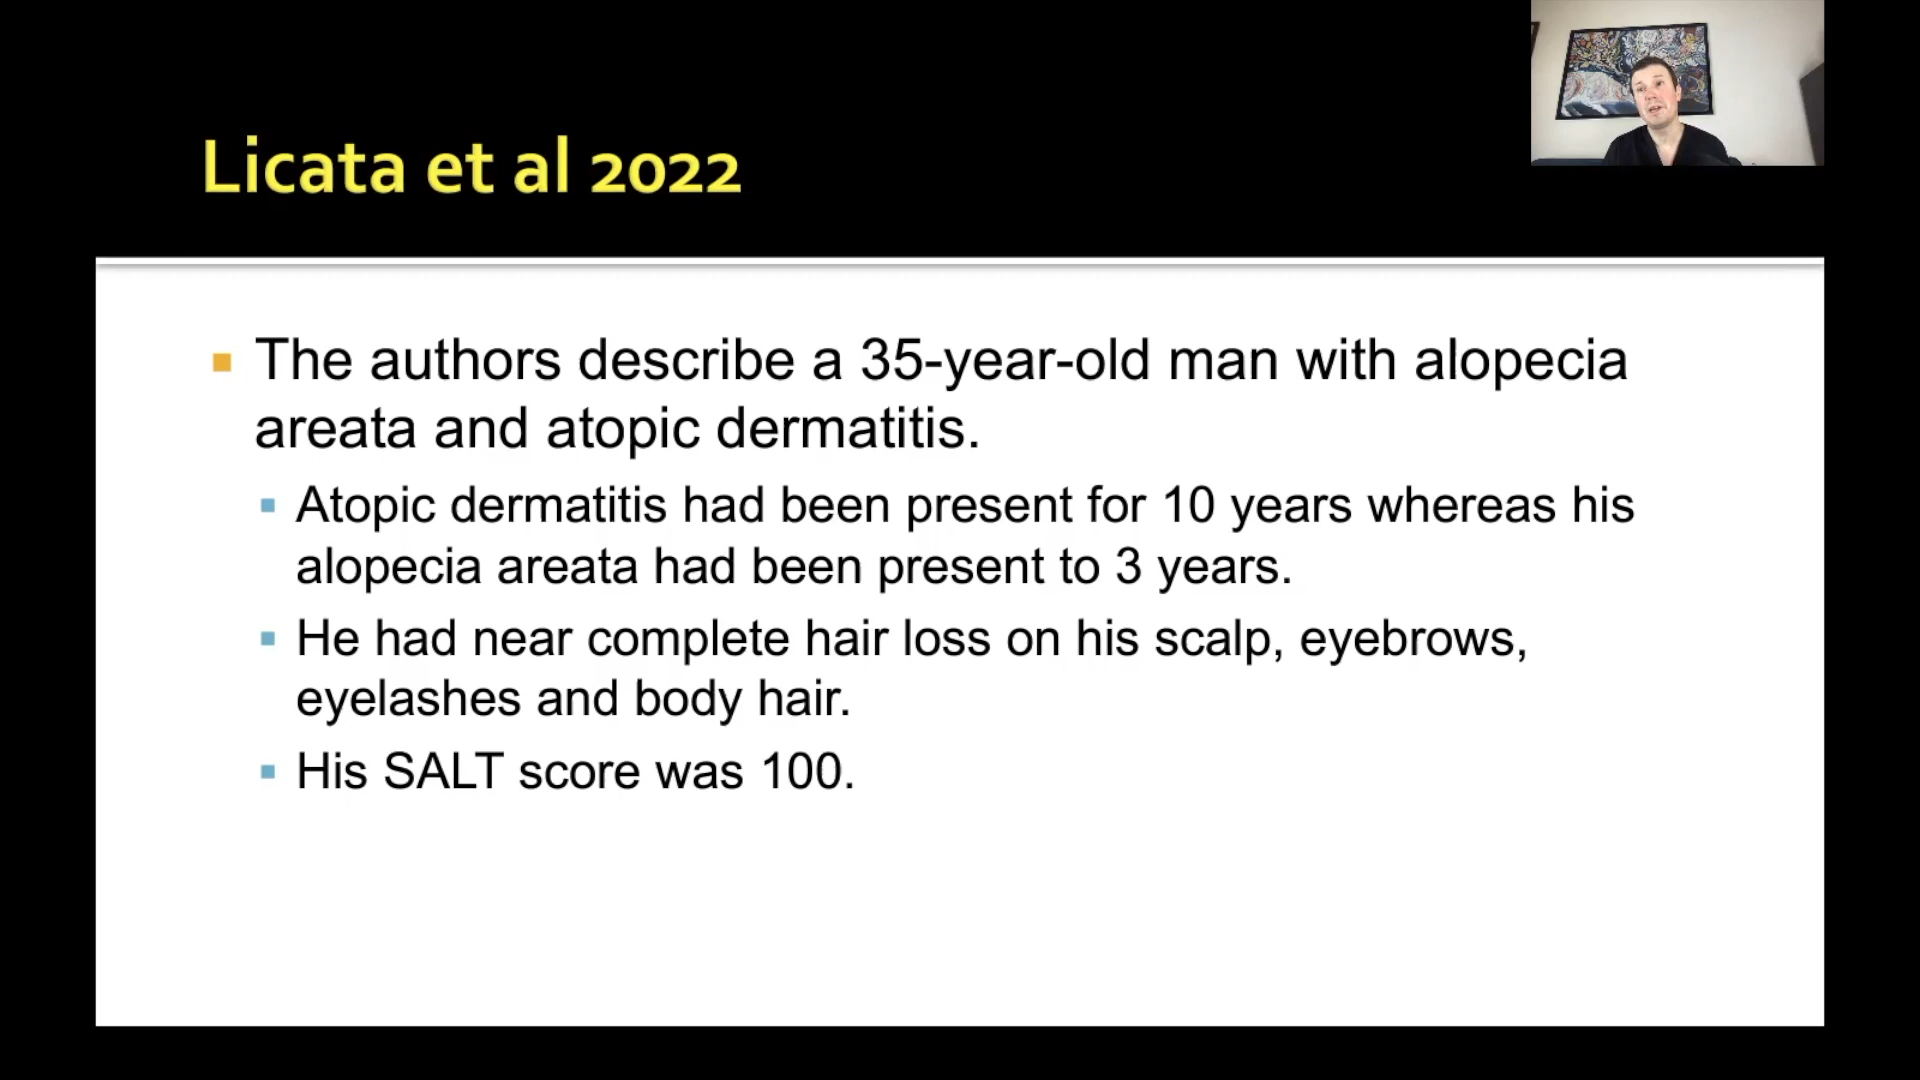 Licata et al 2022
The authors describe a 35-year-old man with alopecia
areata and atopic dermatitis.
Atopic dermatitis had been present for 10 years whereas his
alopecia areata had been present to 3 years.
He had near complete hair loss on his scalp, eyebrows,
eyelashes and body hair.
His SALT score was 100.